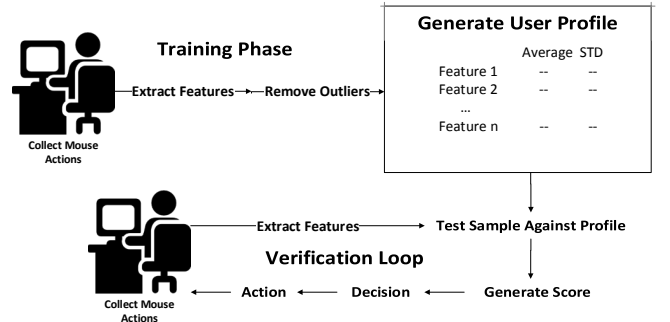 Training Phase
Collect Mouse
Actions
Extract Features
Remove Outliers
Generate User Profile
Average STD
Feature 1 -- --
Feature 2 -- --
...
Feature n -- --
Extract Features
Test Sample Against Profile
Verification Loop
Collect Mouse
Actions
Action
Decision
Generate Score